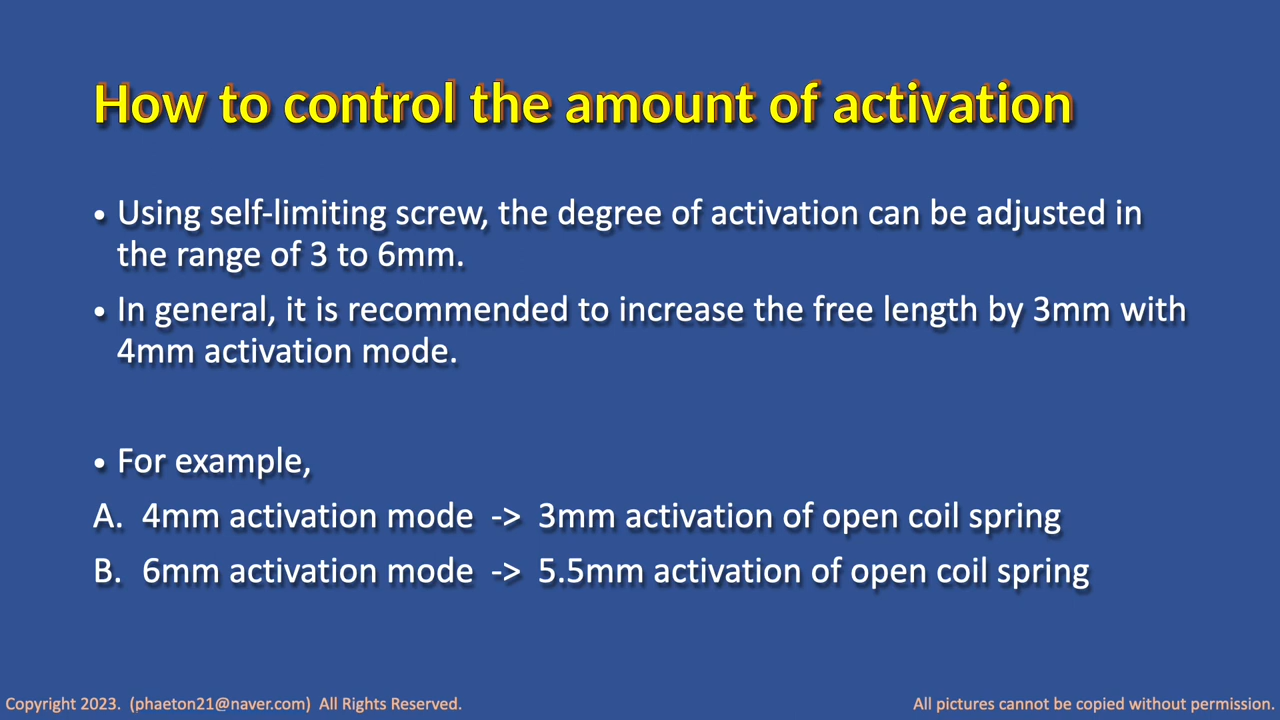 How to control the amount of activation
• Using self-limiting screw, the degree of activation can be adjusted in
the range of 3 to 6mm.
• In general, it is recommended to increase the free length by 3mm with
4mm activation mode.
• For example,
A. 4mm activation mode -> 3mm activation of open coil spring
B. 6mm activation mode -> 5.5mm activation of open coil spring
Copyright 2023. (phaeton21@naver.com) All Rights Reserved.
All pictures cannot be copied without permission.